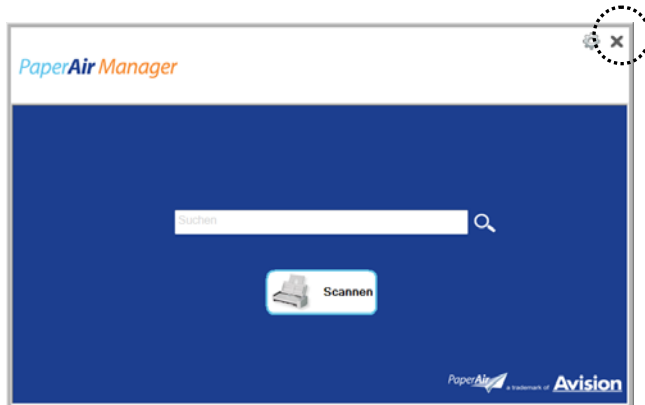 PaperAir Manager
Suchen
Scannen
PaperAir a trademark of Avision